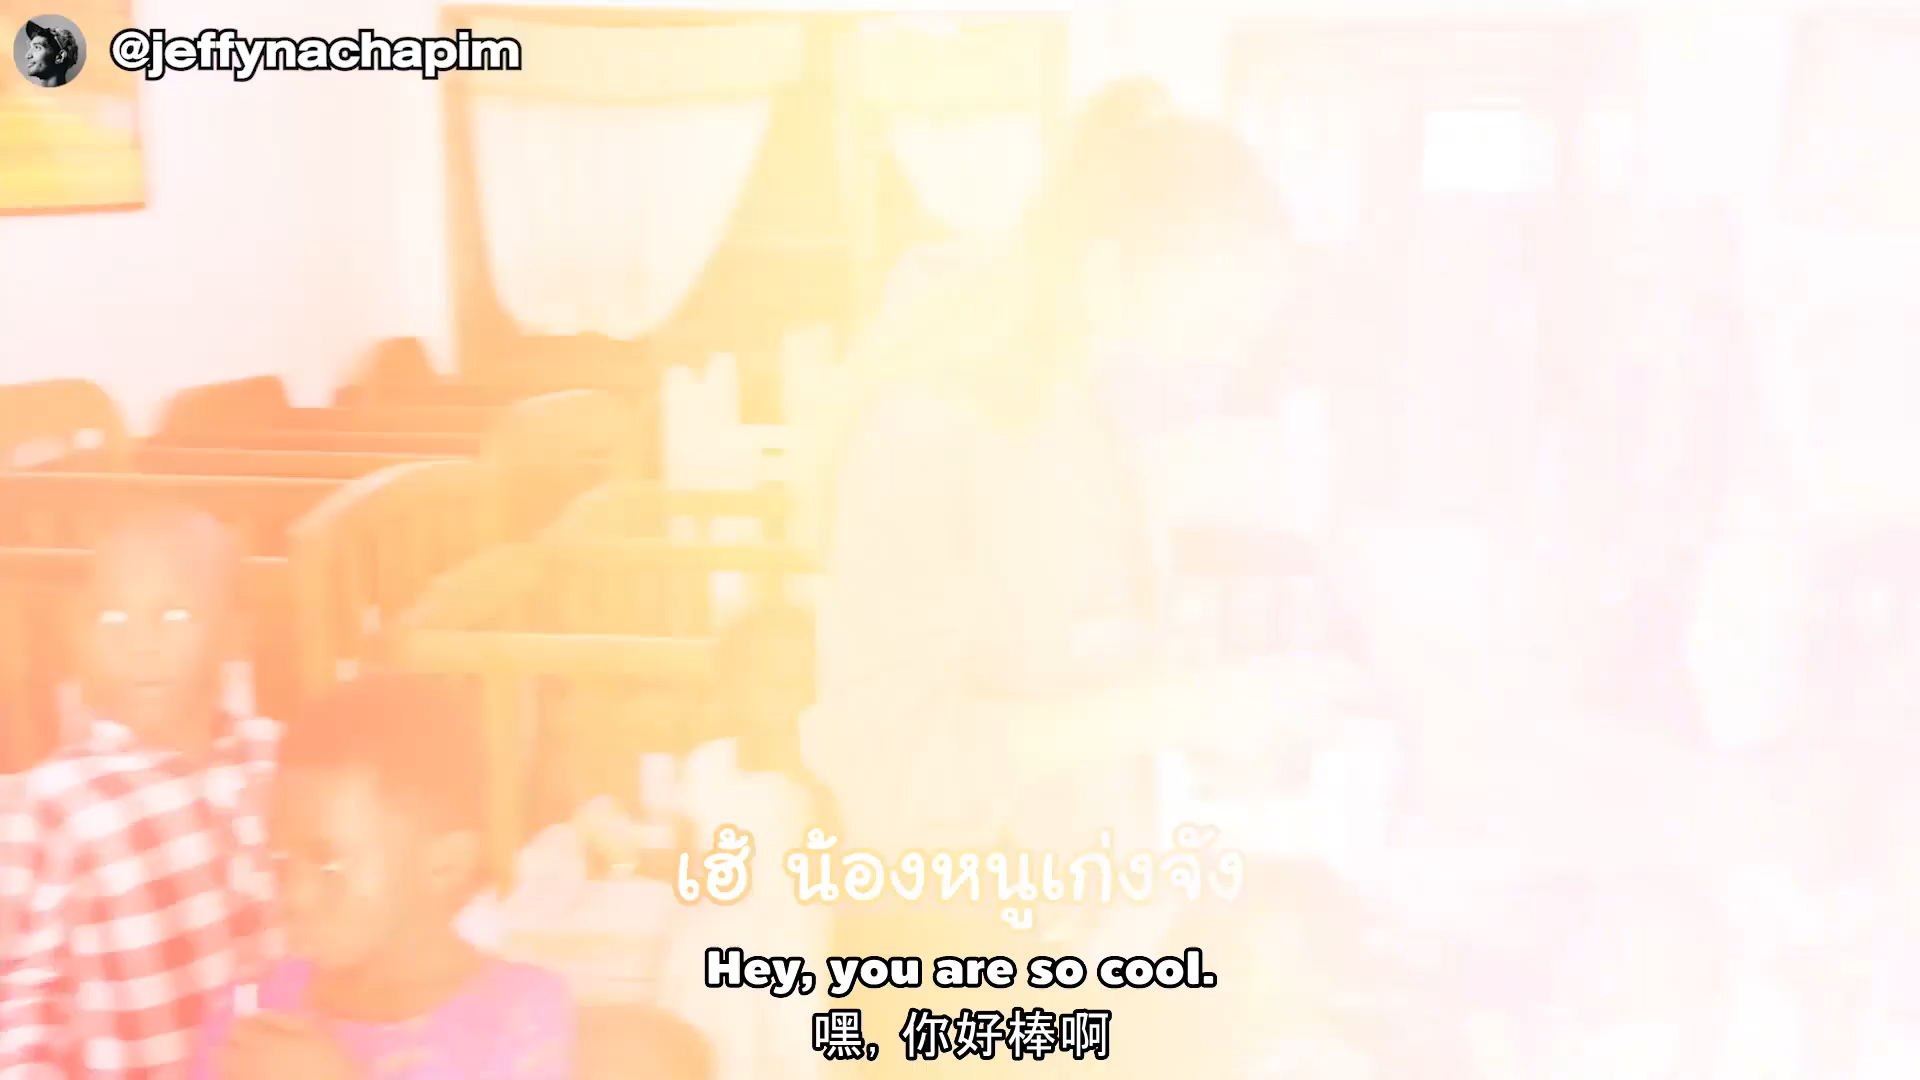 @jeffynachapim
เฮ้ น้องหนูเก่งจัง
Hey, you are so cool.
嘿, 你好棒啊